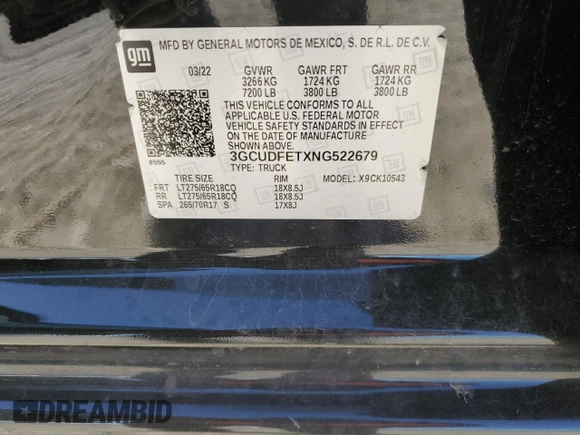 gm
MFD BY GENERAL MOTORS DE MEXICO, S. DE R.L. DE C.V.
03/22 GVWR GAWR FRT GAWR RR
3266 KG 1724 KG 1724 KG
7200 LB 3800 LB 3800 LB
THIS VEHICLE CONFORMS TO ALL
APPLICABLE U.S. FEDERAL MOTOR
VEHICLE SAFETY STANDARDS IN
EFFECT ON THE DATE OF MANUFACTURE
SHOWN ABOVE.
3GCUDFETXNG522679
8555 TYPE: TRUCK
TIRE SIZE RIM MODEL: X9CK10543
FRT LT275/65R18CQ 18X8.5J
RR LT275/65R18CQ 18X8.5J
SPA 265/70R17 S 17X8J
DREAMBID